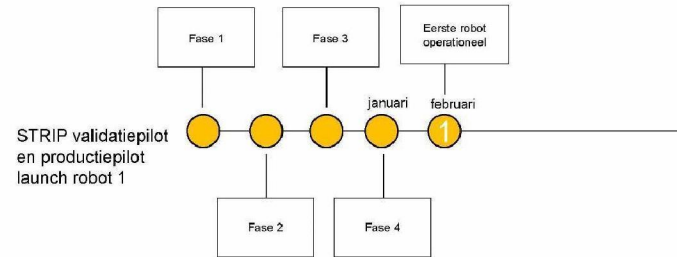 Fase 1
Fase 3
Eerste robot
operationeel
januari
februari
1
STRIP validatiepilot
en productiepilot
launch robot 1
Fase 2
Fase 4